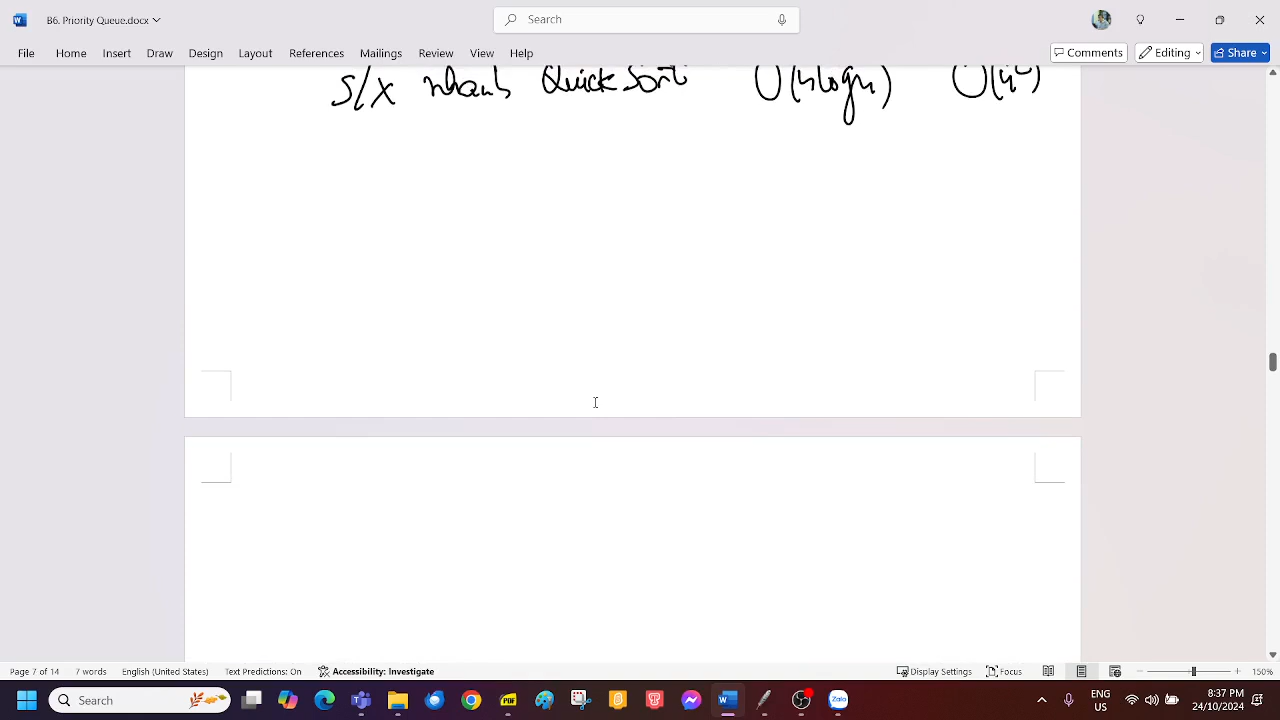 B6. Priority Queue.docx
Search
File Home Insert Draw Design Layout References Mailings Review View Help
Comments Editing Share
S/X nhanh QuickSort O(nlogn) O(n²)
Page 7 of 14 7 words English (United States) Text Predictions: On Accessibility: Investigate
Display Settings Focus 150%
Search
PDF
Zalo
ENG
US
8:37 PM
24/10/2024